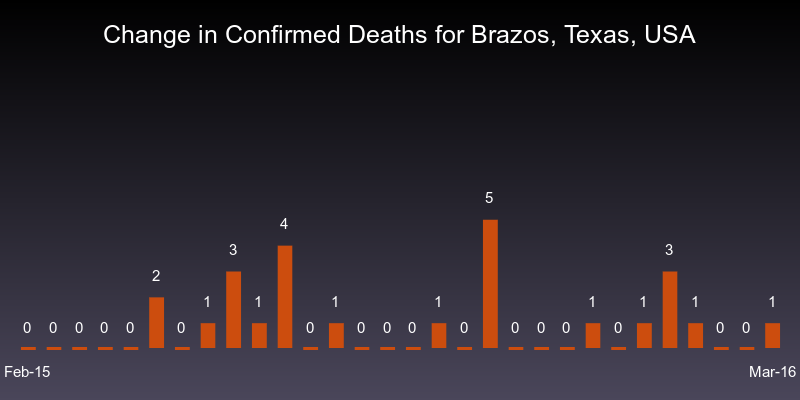 Change in Confirmed Deaths for Brazos, Texas, USA
5
4
3 3
2
1 1 1 1 1 1 1 1
0 0 0 0 0 0 0 0 0 0 0 0 0 0 0 0 0
Feb-15 Mar-16